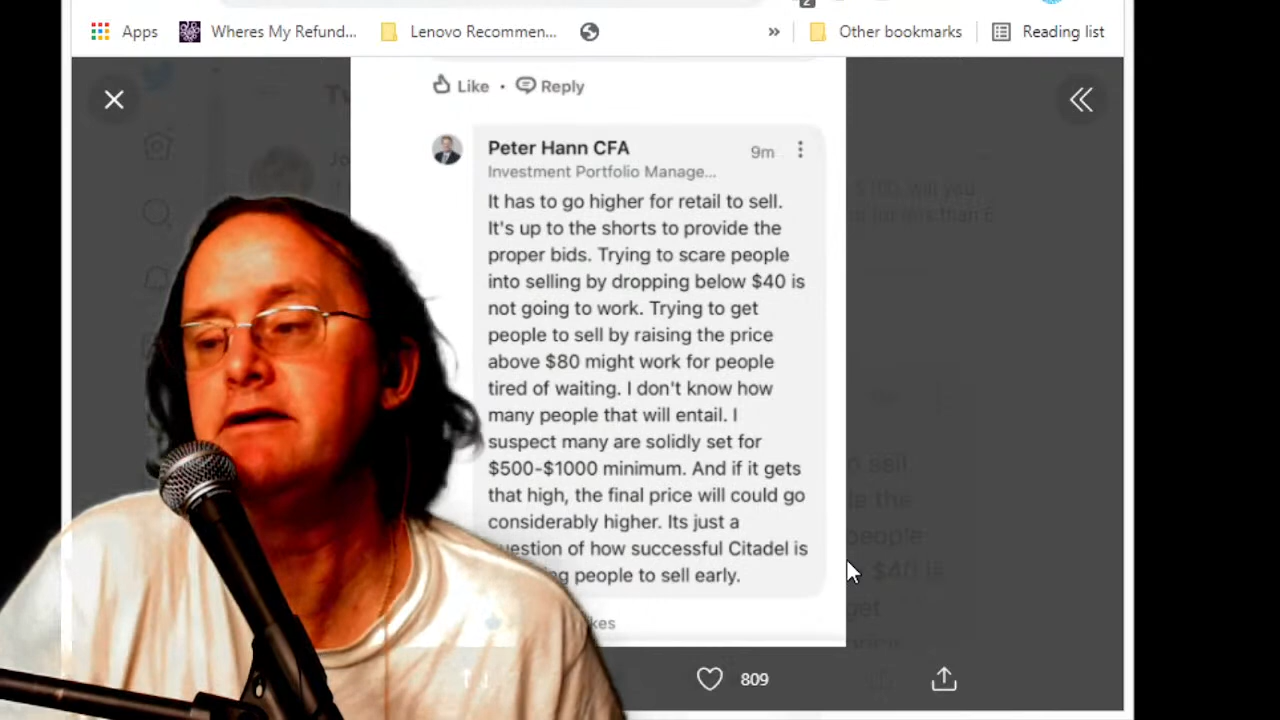 2
Apps Wheres My Refund... Lenovo Recommen... » Other bookmarks Reading list
Like · Reply
Peter Hann CFA 9m
Investment Portfolio Manage...
It has to go higher for retail to sell.
It's up to the shorts to provide the
proper bids. Trying to scare people
into selling by dropping below $40 is
not going to work. Trying to get
people to sell by raising the price
above $80 might work for people
tired of waiting. I don't know how
many people that will entail. I
suspect many are solidly set for
$500-$1000 minimum. And if it gets
that high, the final price will could go
considerably higher. Its just a
of how successful Citadel is
people to sell early.
809